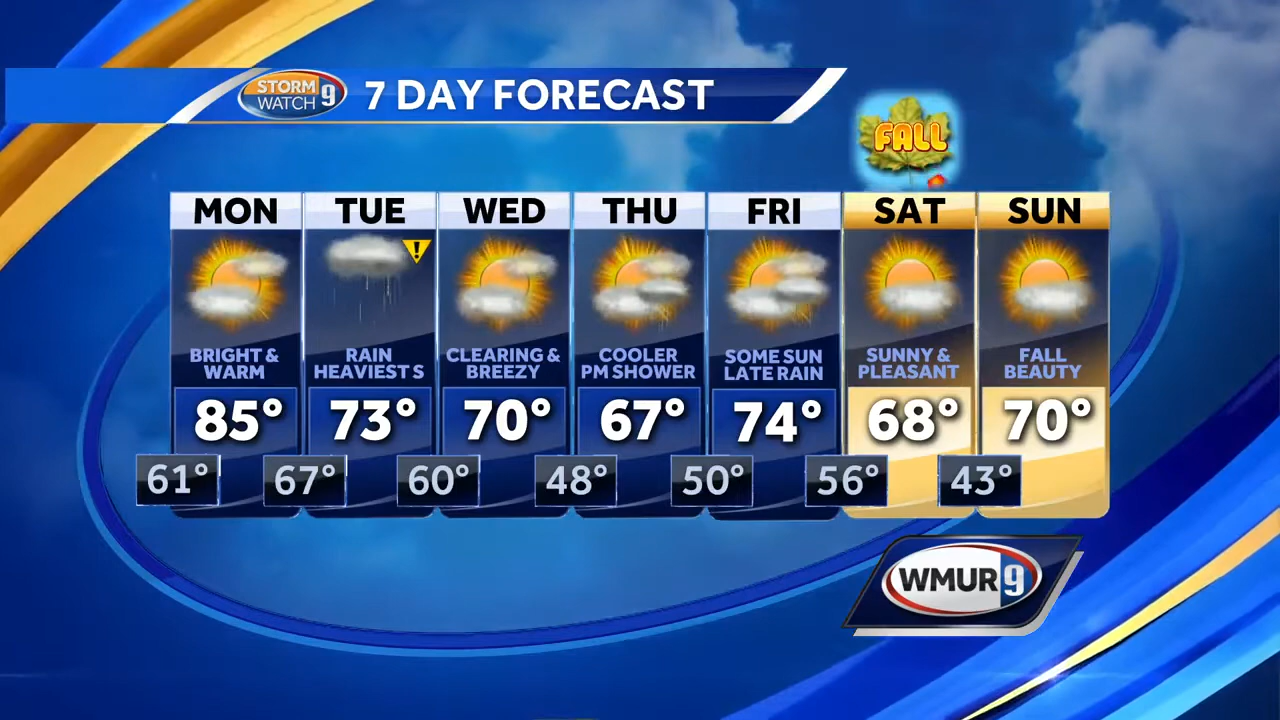 STORM
WATCH 9
7 DAY FORECAST
FALL
MON TUE WED THU FRI SAT SUN
!
BRIGHT & RAIN CLEARING & COOLER SOME SUN SUNNY & FALL
WARM HEAVIEST S BREEZY PM SHOWER LATE RAIN PLEASANT BEAUTY
85° 73° 70° 67° 74° 68° 70°
61° 67° 60° 48° 50° 56° 43°
WMUR 9